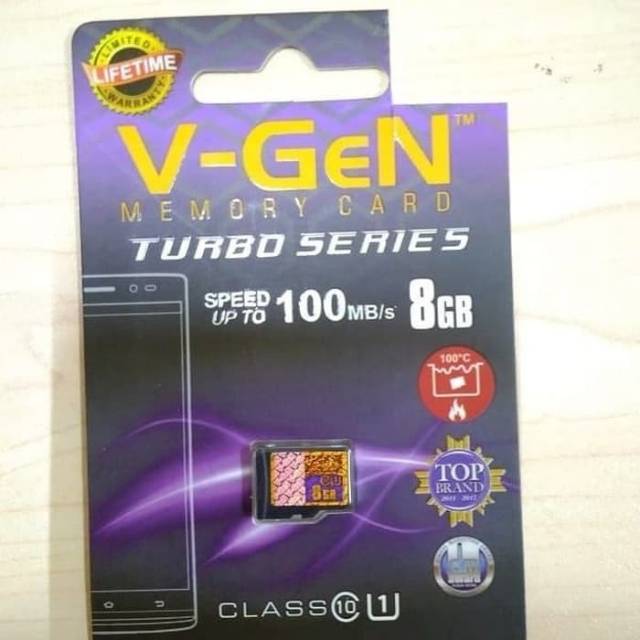 LIMITED
LIFETIME
WARRANTY
V-GeN™
MEMORY CARD
TURBO SERIES
SPEED UP TO 100MB/s 8GB
100°C
8GB
TOP
BRAND
CLASS 10 U1